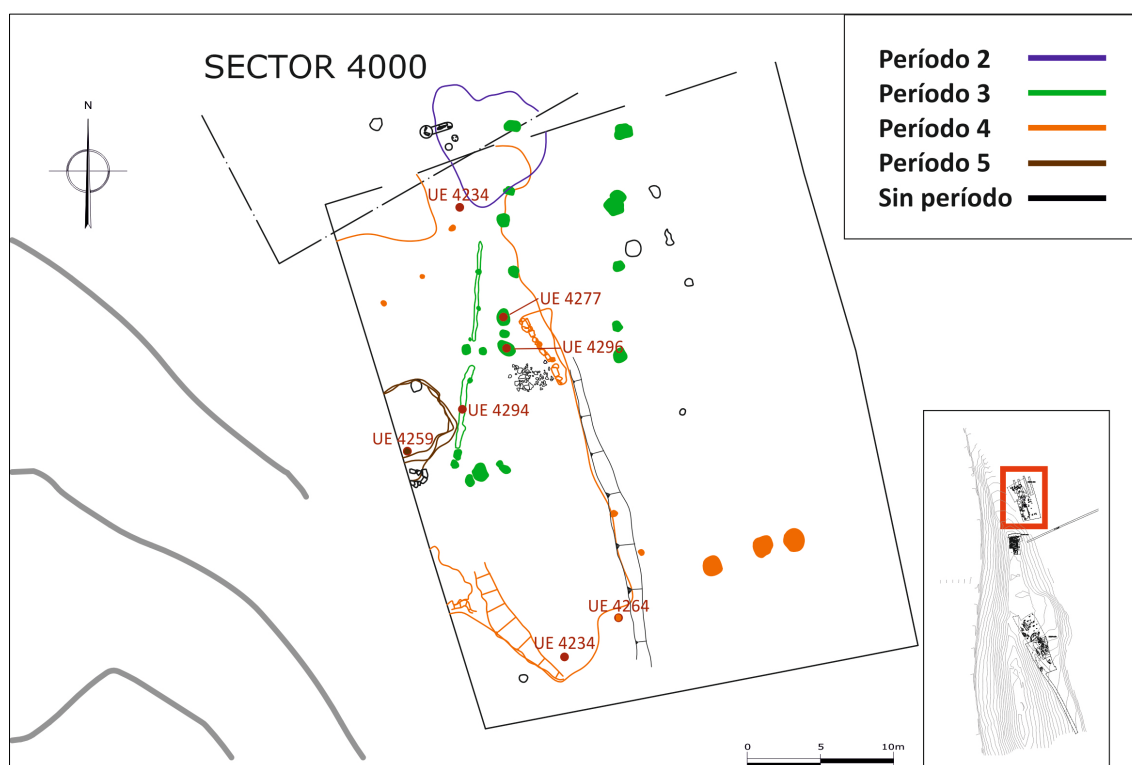 SECTOR 4000
Período 2
Período 3
Período 4
Período 5
Sin período
N
UE 4234
UE 4277
UE 4296
UE 4294
UE 4259
UE 4264
UE 4234
0 5 10m